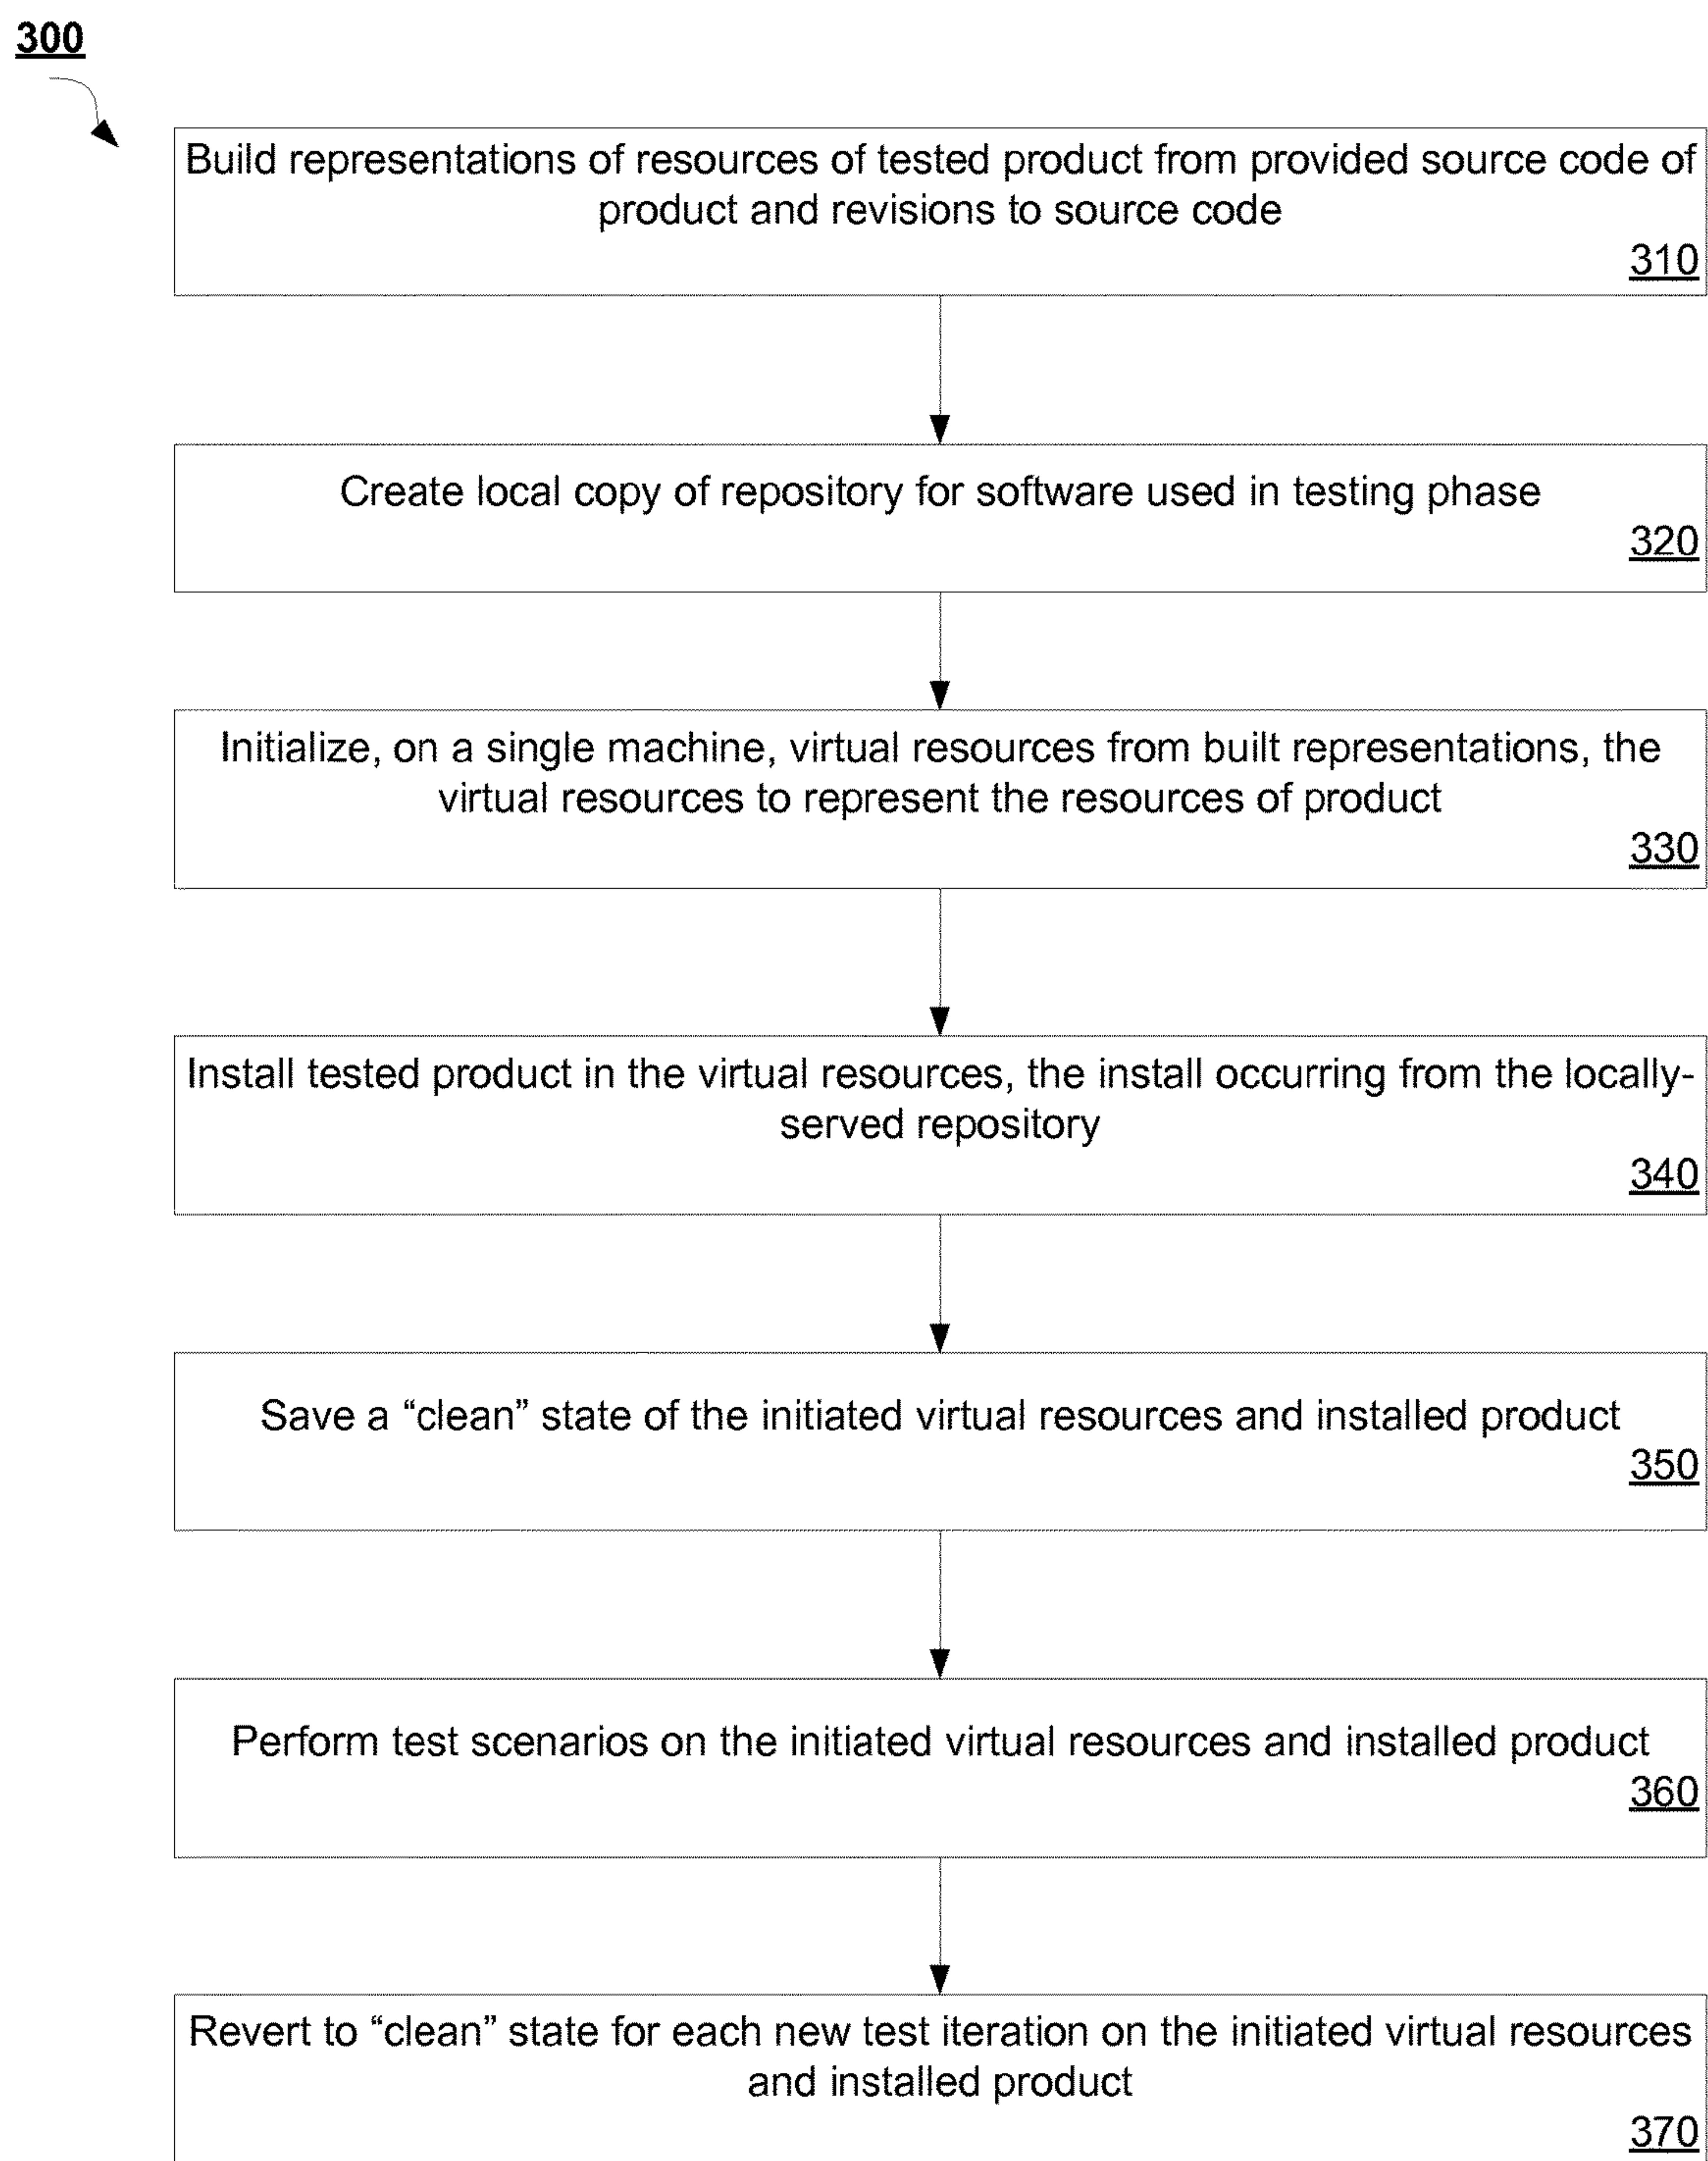 300
Build representations of resources of tested product from provided source code of
product and revisions to source code
310
Create local copy of repository for software used in testing phase
320
Initialize, on a single machine, virtual resources from built representations, the
virtual resources to represent the resources of product
330
Install tested product in the virtual resources, the install occurring from the locally-
served repository
340
Save a “clean” state of the initiated virtual resources and installed product
350
Perform test scenarios on the initiated virtual resources and installed product
360
Revert to “clean” state for each new test iteration on the initiated virtual resources
and installed product
370